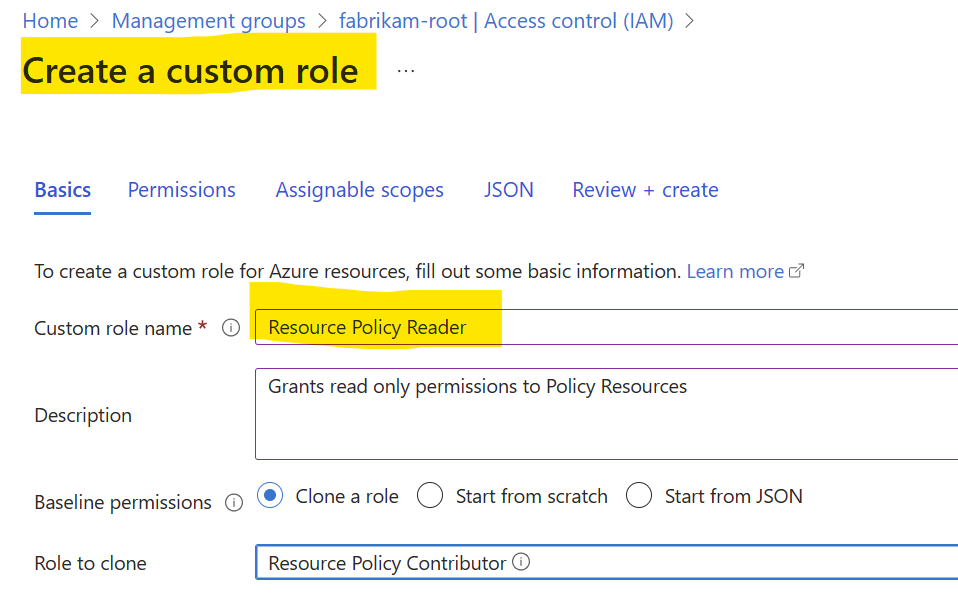 Home > Management groups > fabrikam-root | Access control (IAM) >
Create a custom role ...
Basics Permissions Assignable scopes JSON Review + create
To create a custom role for Azure resources, fill out some basic information. Learn more
Custom role name * Resource Policy Reader
Grants read only permissions to Policy Resources
Description
Baseline permissions Clone a role Start from scratch Start from JSON
Role to clone Resource Policy Contributor